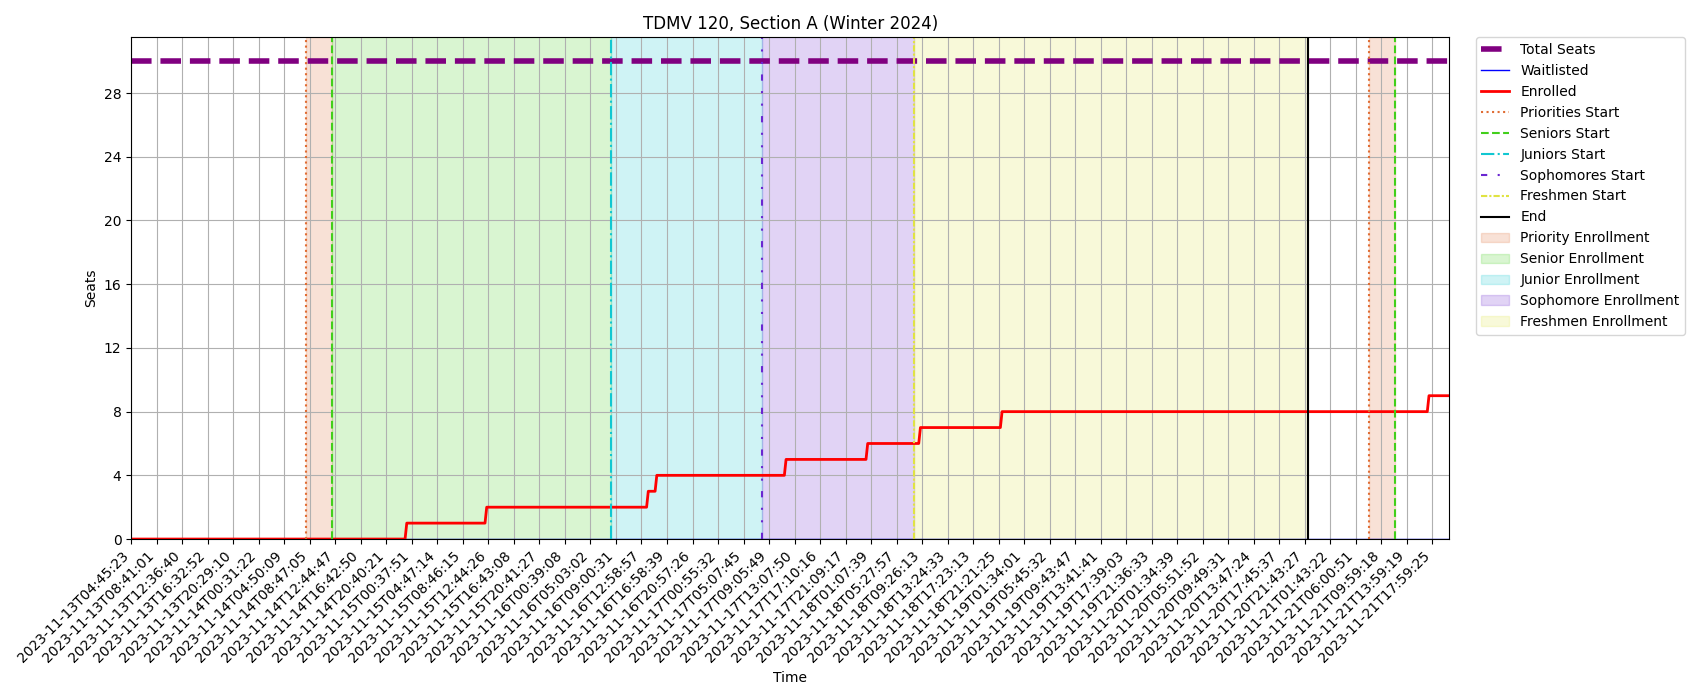 TDMV 120, Section A (Winter 2024)
Total Seats
Waitlisted
Enrolled
Priorities Start
Seniors Start
Juniors Start
Sophomores Start
Freshmen Start
End
Priority Enrollment
Senior Enrollment
Junior Enrollment
Sophomore Enrollment
Freshmen Enrollment
Seats
28
24
20
16
12
8
4
0
2023-11-13T04:45:23
2023-11-13T08:41:01
2023-11-13T12:36:40
2023-11-13T16:32:52
2023-11-13T20:29:10
2023-11-14T00:31:22
2023-11-14T04:50:09
2023-11-14T08:47:05
2023-11-14T12:44:47
2023-11-14T16:42:50
2023-11-14T20:40:21
2023-11-15T00:37:51
2023-11-15T04:47:14
2023-11-15T08:46:15
2023-11-15T12:44:26
2023-11-15T16:43:08
2023-11-15T20:41:27
2023-11-16T00:39:08
2023-11-16T05:03:02
2023-11-16T09:00:31
2023-11-16T12:58:57
2023-11-16T16:58:39
2023-11-16T20:57:26
2023-11-17T00:55:32
2023-11-17T05:07:45
2023-11-17T09:05:49
2023-11-17T13:07:50
2023-11-17T17:10:16
2023-11-17T21:09:17
2023-11-18T01:07:39
2023-11-18T05:27:57
2023-11-18T09:26:13
2023-11-18T13:24:33
2023-11-18T17:23:13
2023-11-18T21:21:25
2023-11-19T01:34:01
2023-11-19T05:45:32
2023-11-19T09:43:47
2023-11-19T13:41:41
2023-11-19T17:39:03
2023-11-19T21:36:33
2023-11-20T01:34:39
2023-11-20T05:51:52
2023-11-20T09:49:31
2023-11-20T13:47:24
2023-11-20T17:45:37
2023-11-20T21:43:27
2023-11-21T01:43:22
2023-11-21T06:00:51
2023-11-21T09:59:18
2023-11-21T13:59:19
2023-11-21T17:59:25
Time